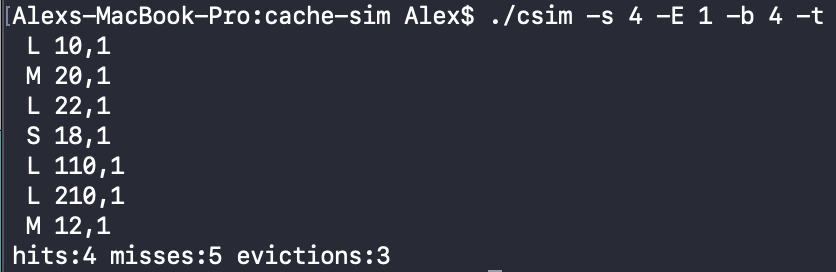 [Alexs-MacBook-Pro:cache-sim Alex$ ./csim -s 4 -E 1 -b 4 -t
L 10,1
M 20,1
L 22,1
S 18,1
L 110,1
L 210,1
M 12,1
hits:4 misses:5 evictions:3